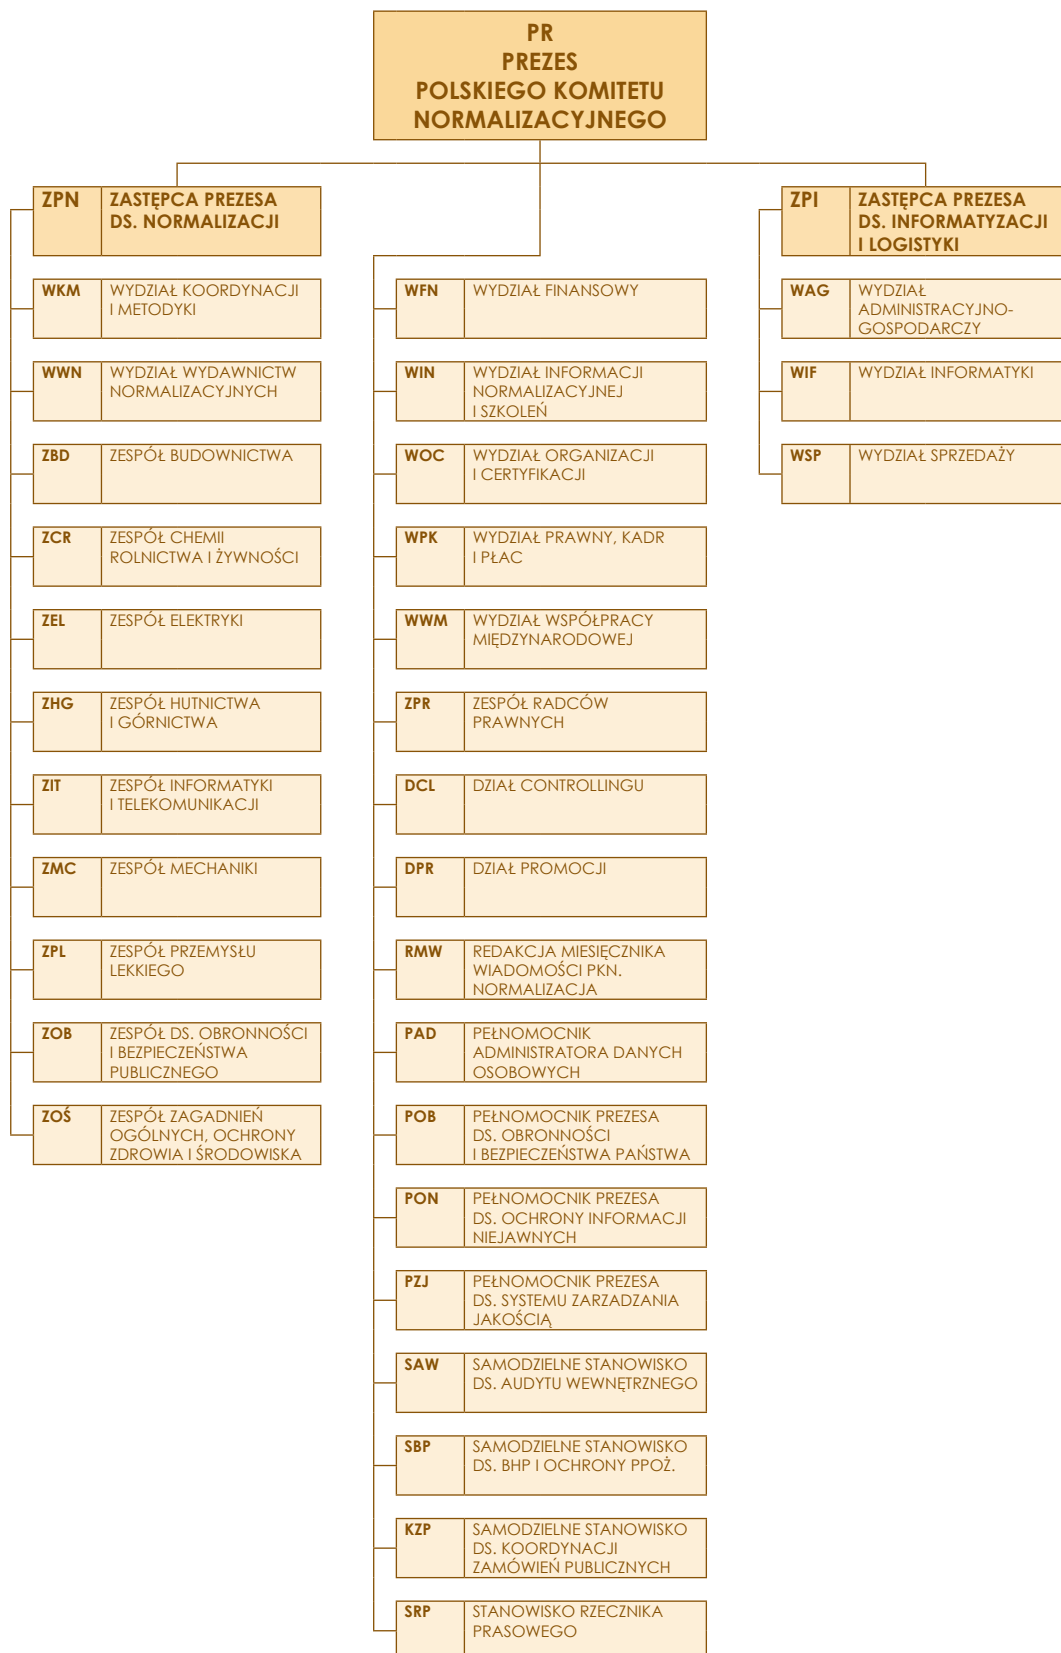 PR
PREZES
POLSKIEGO KOMITETU
NORMALIZACYJNEGO
ZPN
ZASTĘPCA PREZESA
DS. NORMALIZACJI
WKM
WYDZIAŁ KOORDYNACJI
I METODYKI
WWN
WYDZIAŁ WYDAWNICTW
NORMALIZACYJNYCH
ZBD
ZESPÓŁ BUDOWNICTWA
ZCR
ZESPÓŁ CHEMII
ROLNICTWA I ŻYWNOŚCI
ZEL
ZESPÓŁ ELEKTRYKI
ZHG
ZESPÓŁ HUTNICTWA
I GÓRNICTWA
ZIT
ZESPÓŁ INFORMATYKI
I TELEKOMUNIKACJI
ZMC
ZESPÓŁ MECHANIKI
ZPL
ZESPÓŁ PRZEMYSŁU
LEKKIEGO
ZOB
ZESPÓŁ DS. OBRONNOŚCI
I BEZPIECZEŃSTWA
PUBLICZNEGO
ZOŚ
ZESPÓŁ ZAGADNIEŃ
OGÓLNYCH, OCHRONY
ZDROWIA I ŚRODOWISKA
WFN
WYDZIAŁ FINANSOWY
WIN
WYDZIAŁ INFORMACJI
NORMALIZACYJNEJ
I SZKOLEŃ
WOC
WYDZIAŁ ORGANIZACJI
I CERTYFIKACJI
WPK
WYDZIAŁ PRAWNY, KADR
I PŁAC
WWM
WYDZIAŁ WSPÓŁPRACY
MIĘDZYNARODOWEJ
ZPR
ZESPÓŁ RADCÓW
PRAWNYCH
DCL
DZIAŁ CONTROLLINGU
DPR
DZIAŁ PROMOCJI
RMW
REDAKCJA MIESIĘCZNIKA
WIADOMOŚCI PKN.
NORMALIZACJA
PAD
PEŁNOMOCNIK
ADMINISTRATORA DANYCH
OSOBOWYCH
POB
PEŁNOMOCNIK PREZESA
DS. OBRONNOŚCI
I BEZPIECZEŃSTWA PAŃSTWA
PON
PEŁNOMOCNIK PREZESA
DS. OCHRONY INFORMACJI
NIEJAWNYCH
PZJ
PEŁNOMOCNIK PREZESA
DS. SYSTEMU ZARZADZANIA
JAKOŚCIĄ
SAW
SAMODZIELNE STANOWISKO
DS. AUDYTU WEWNĘTRZNEGO
SBP
SAMODZIELNE STANOWISKO
DS. BHP I OCHRONY PPOŻ.
KZP
SAMODZIELNE STANOWISKO
DS. KOORDYNACJI
ZAMÓWIEŃ PUBLICZNYCH
SRP
STANOWISKO RZECZNIKA
PRASOWEGO
ZPI
ZASTĘPCA PREZESA
DS. INFORMATYZACJI
I LOGISTYKI
WAG
WYDZIAŁ
ADMINISTRACYJNO-
GOSPODARCZY
WIF
WYDZIAŁ INFORMATYKI
WSP
WYDZIAŁ SPRZEDAŻY